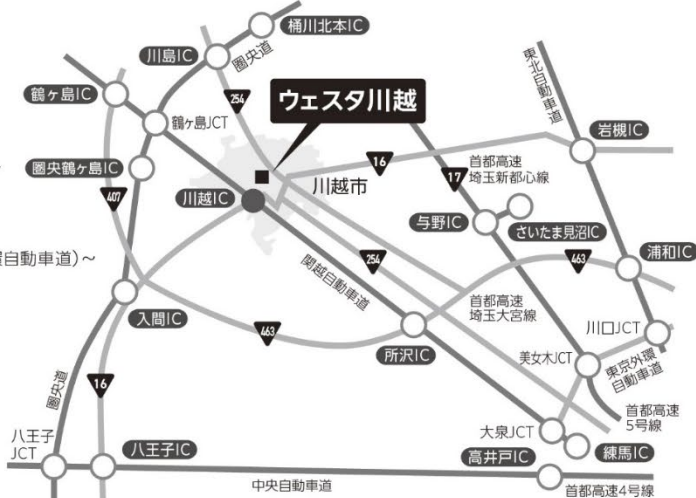 桶川北本IC
川島IC
圏央道
東北自動車道
鶴ヶ島IC
254
ウェスタ川越
鶴ヶ島JCT
岩槻IC
16
首都高速
埼玉新都心線
圏央鶴ヶ島IC
17
川越市
407
川越IC
与野IC
さいたま見沼IC
置自動車道)～
254
463
浦和IC
関越自動車道
入間IC
463
首都高速
埼玉大宮線
所沢IC
川口JCT
美女木JCT
東京外環
自動車道
圏央道
16
首都高速
5号線
八王子
JCT
八王子IC
大泉JCT
高井戸IC
練馬IC
中央自動車道
首都高速4号線